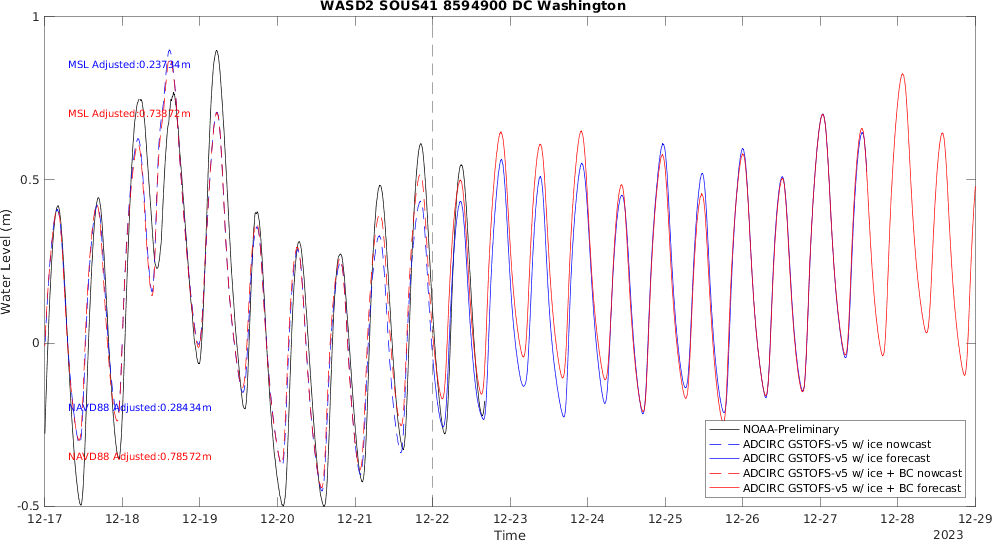 WASD2 SOUS41 8594900 DC Washington
1
MSL Adjusted:0.23734m
MSL Adjusted:0.73372m
0.5
Water Level (m)
0
NAVD88 Adjusted:0.28434m
NAVD88 Adjusted:0.78572m
NOAA-Preliminary
ADCIRC GSTOFS-v5 w/ ice nowcast
ADCIRC GSTOFS-v5 w/ ice forecast
ADCIRC GSTOFS-v5 w/ ice + BC nowcast
ADCIRC GSTOFS-v5 w/ ice + BC forecast
-0.5
12-17 12-18 12-19 12-20 12-21 12-22 12-23 12-24 12-25 12-26 12-27 12-28 12-29
Time 2023